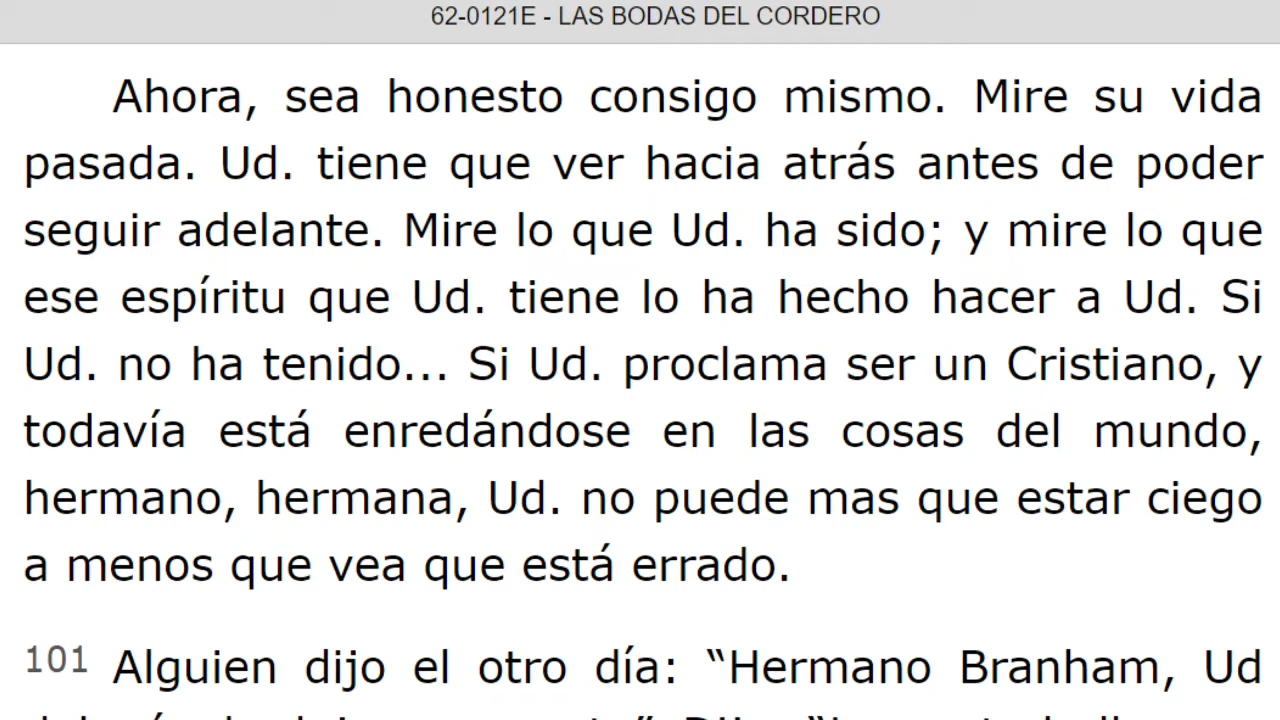 62-0121E - LAS BODAS DEL CORDERO
Ahora, sea honesto consigo mismo. Mire su vida
pasada. Ud. tiene que ver hacia atrás antes de poder
seguir adelante. Mire lo que Ud. ha sido; y mire lo que
ese espíritu que Ud. tiene lo ha hecho hacer a Ud. Si
Ud. no ha tenido... Si Ud. proclama ser un Cristiano, y
todavía está enredándose en las cosas del mundo,
hermano, hermana, Ud. no puede mas que estar ciego
a menos que vea que está errado.
101 Alguien dijo el otro día: “Hermano Branham, Ud